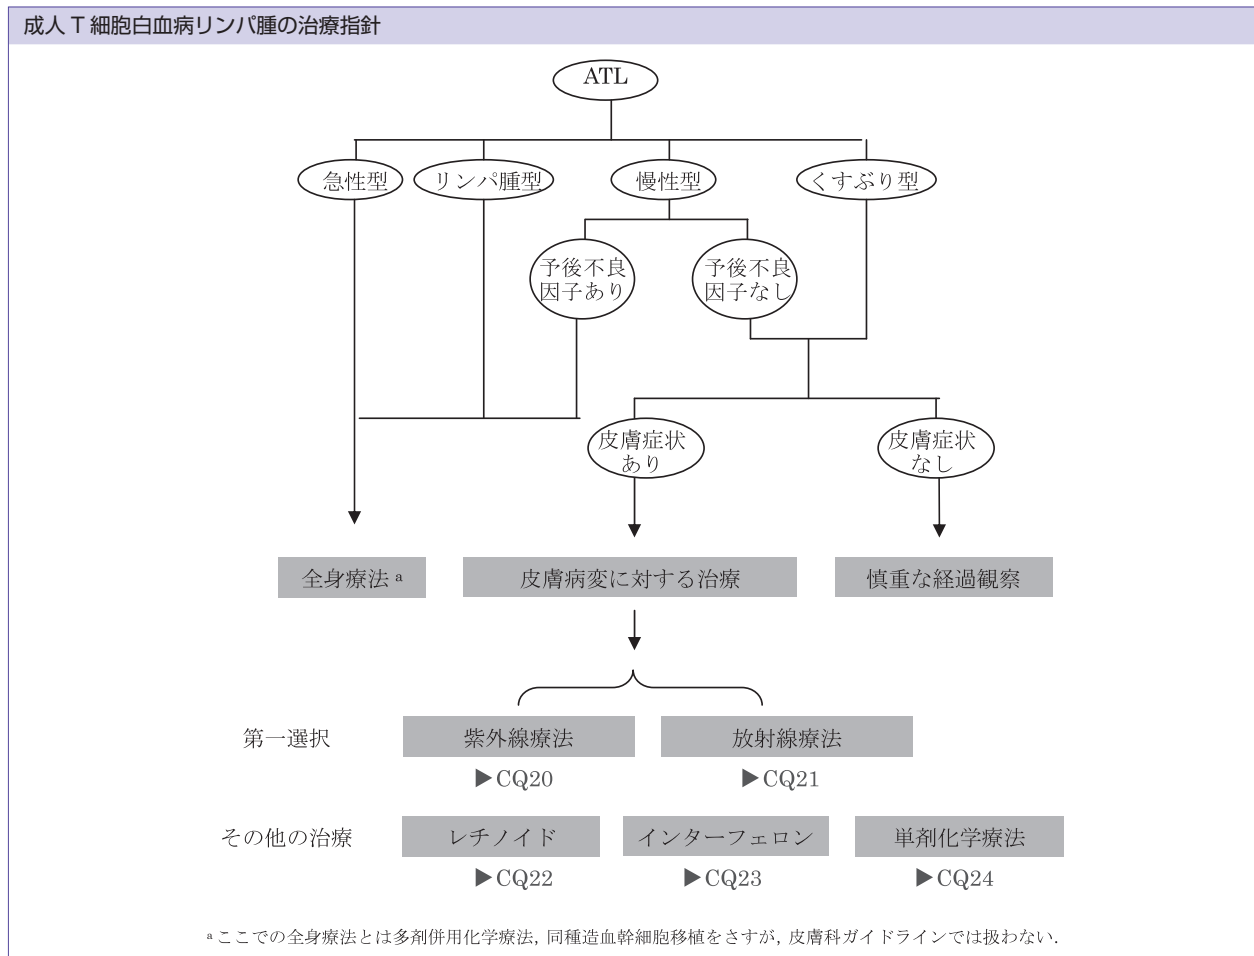 成人 T 細胞白血病リンパ腫の治療指針
ATL
急性型
リンパ腫型
慢性型
くすぶり型
予後不良
因子あり
予後不良
因子なし
皮膚症状
あり
皮膚症状
なし
全身療法 a
皮膚病変に対する治療
慎重な経過観察
第一選択
紫外線療法
放射線療法
▶CQ20
▶CQ21
その他の治療
レチノイド
インターフェロン
単剤化学療法
▶CQ22
▶CQ23
▶CQ24
a ここでの全身療法とは多剤併用化学療法, 同種造血幹細胞移植をさすが, 皮膚科ガイドラインでは扱わない.